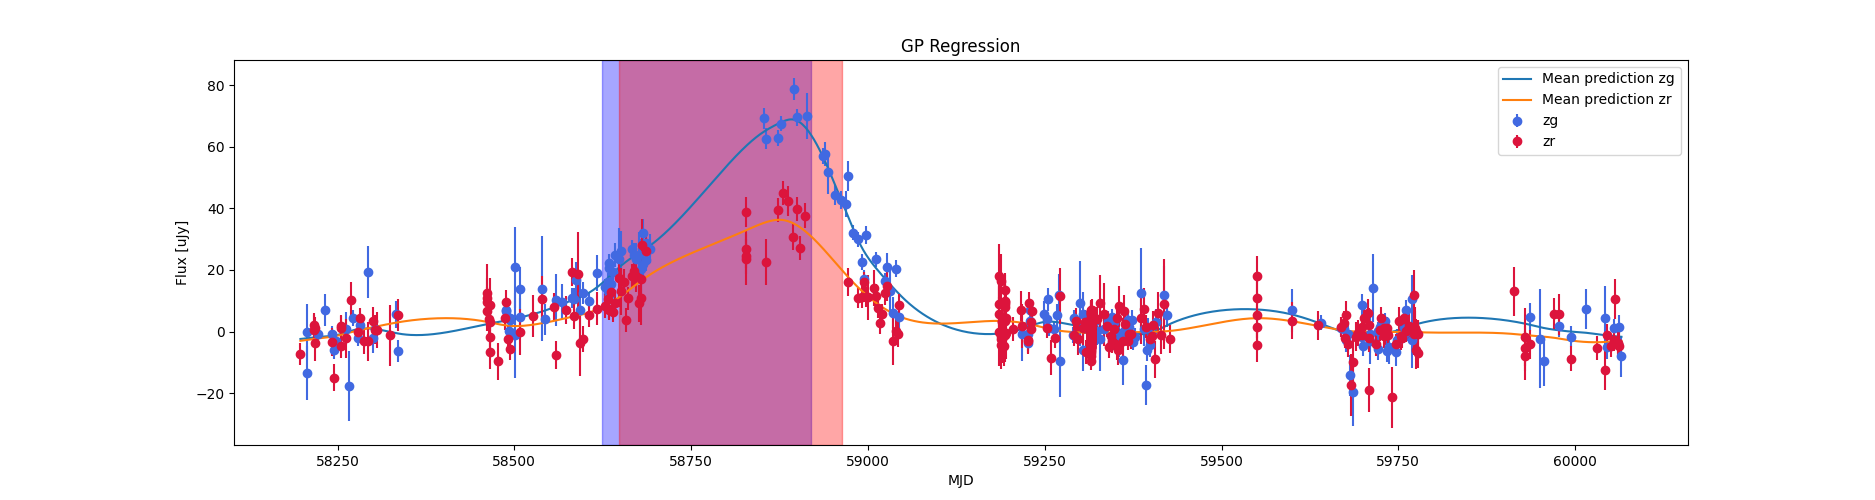 GP Regression
Mean prediction zg
Mean prediction zr
zg
zr
Flux [uJy]
80
60
40
20
0
−20
58250 58500 58750 59000 59250 59500 59750 60000
MJD